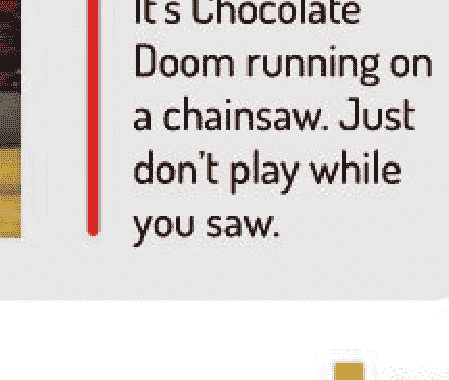 It's Chocolate
Doom running on
a chainsaw. Just
don't play while
you saw.